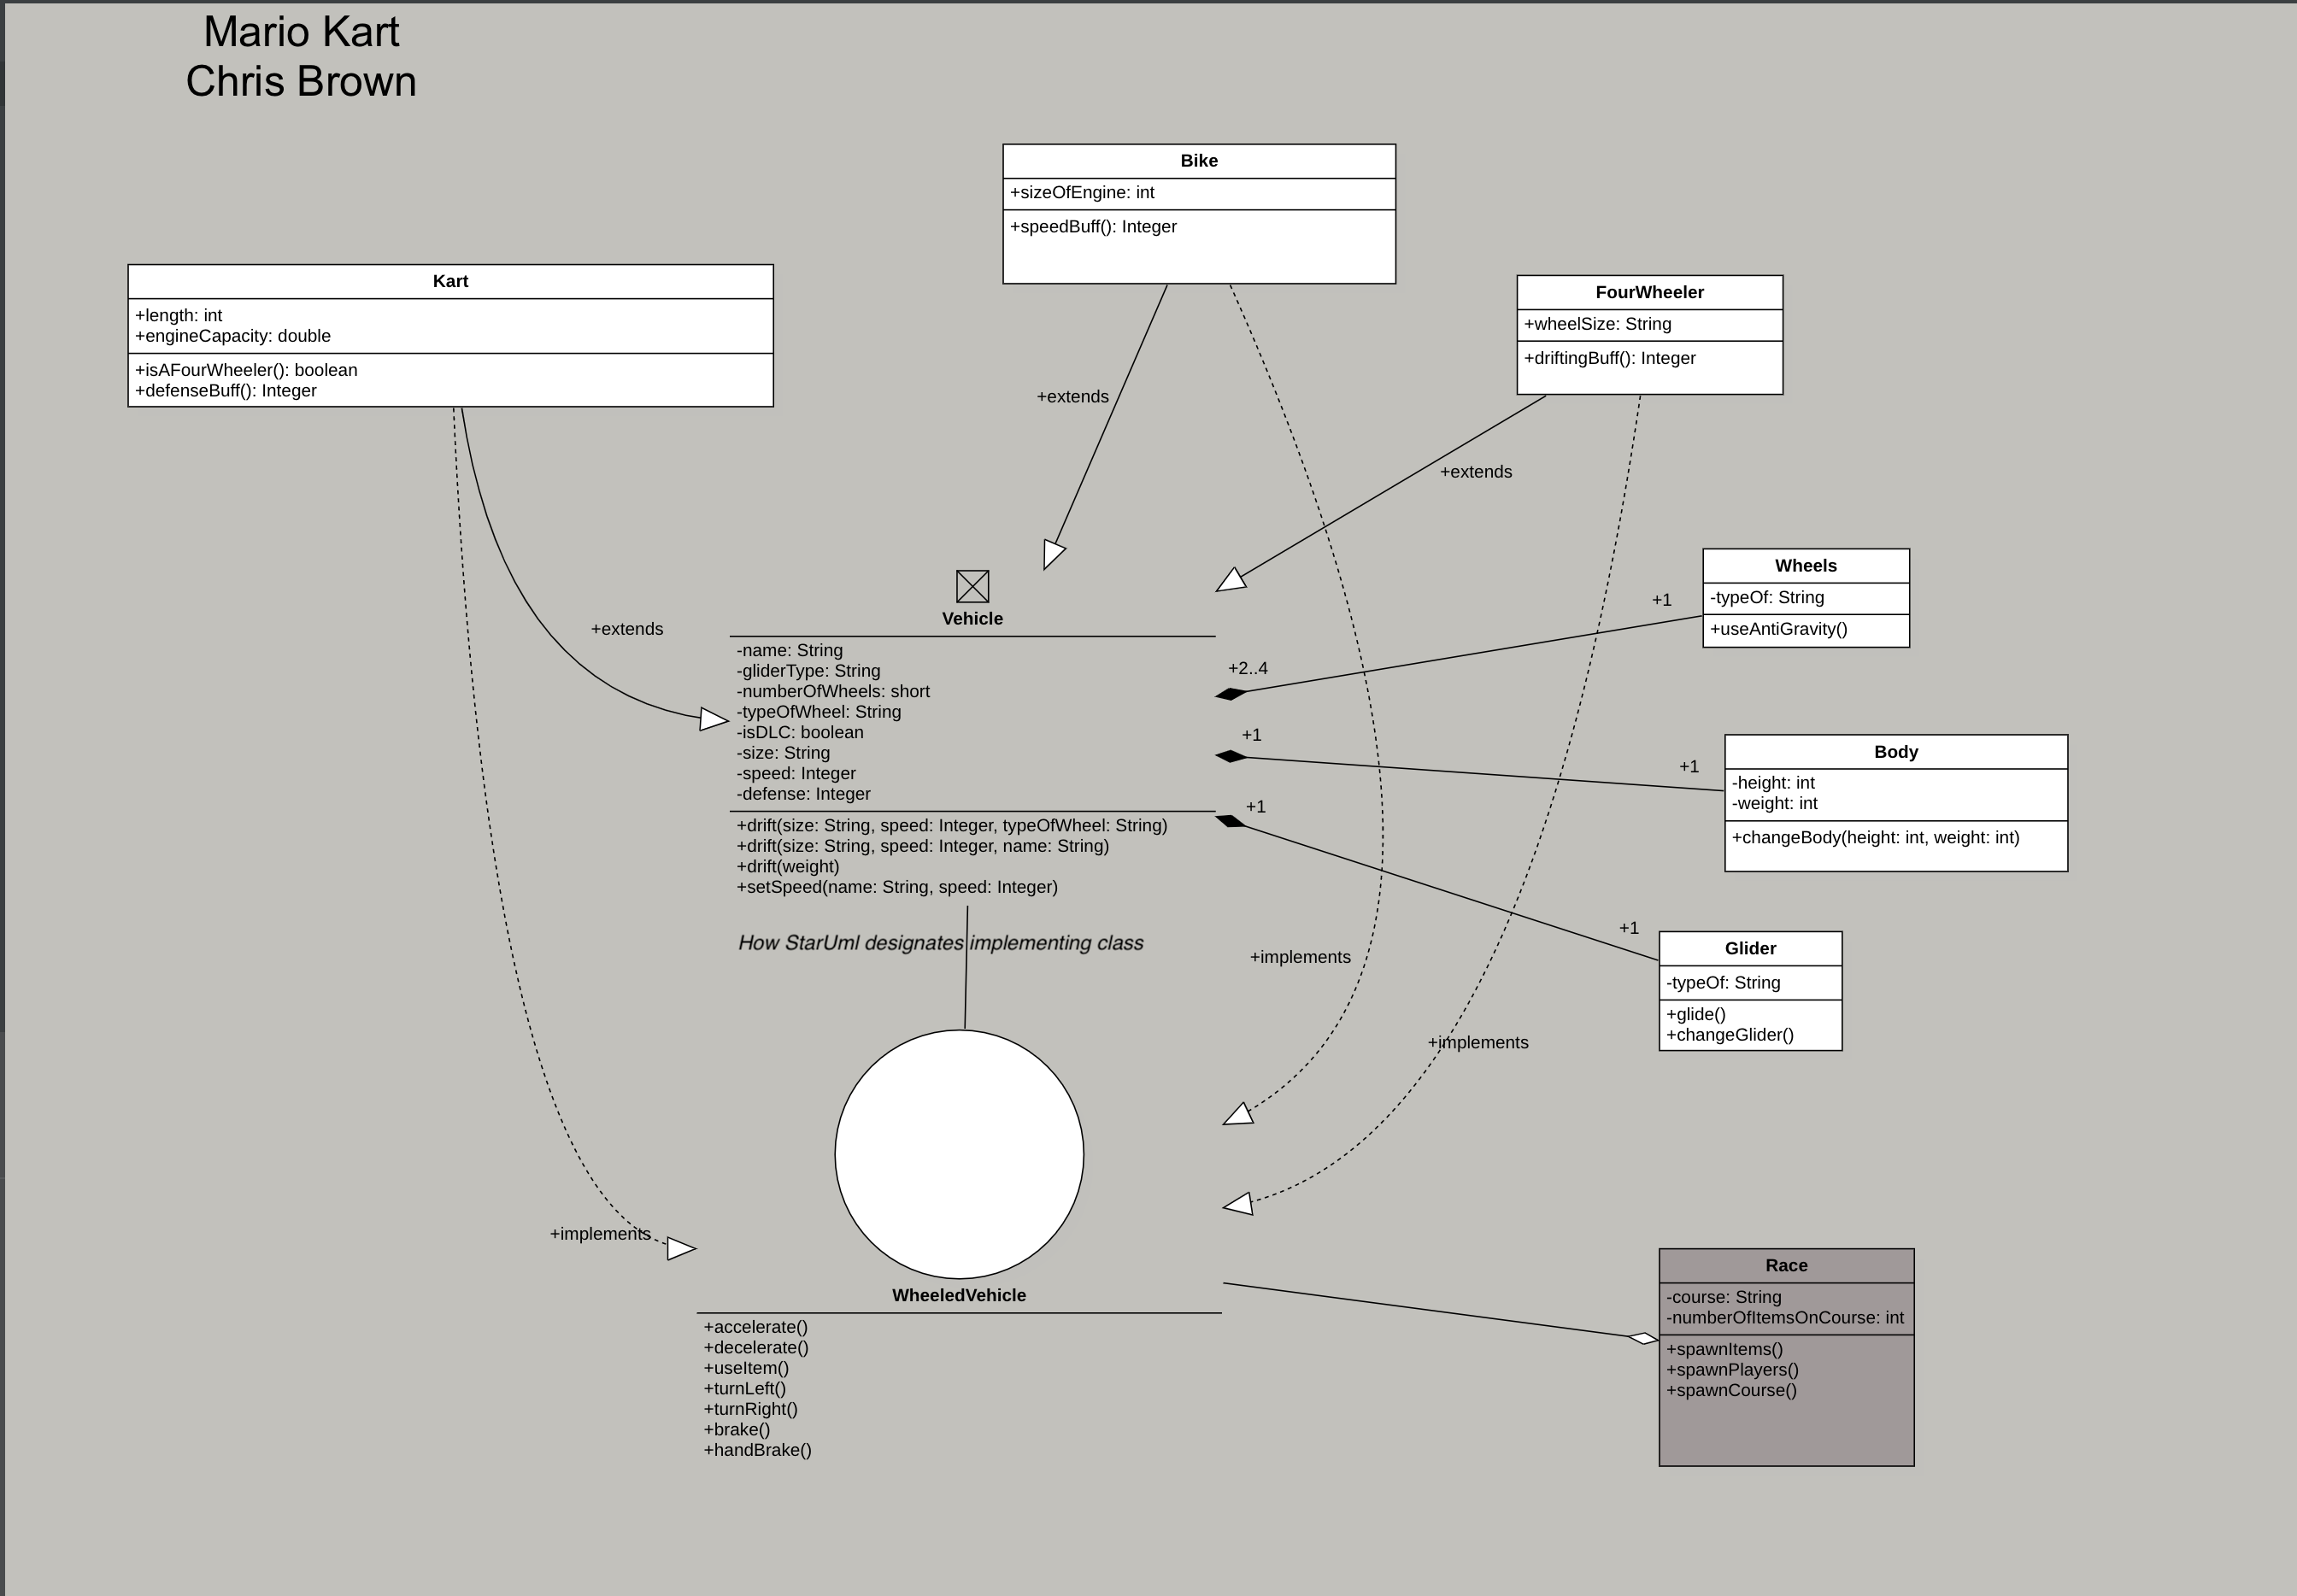 Mario Kart
Chris Brown
Bike
+sizeOfEngine: int
+speedBuff(): Integer
Kart
+length: int
+engineCapacity: double
+isAFourWheeler(): boolean
+defenseBuff(): Integer
FourWheeler
+wheelSize: String
+driftingBuff(): Integer
+extends
+extends
+extends
Vehicle
-name: String
-gliderType: String
-numberOfWheels: short
-typeOfWheel: String
-isDLC: boolean
-size: String
-speed: Integer
-defense: Integer
+drift(size: String, speed: Integer, typeOfWheel: String)
+drift(size: String, speed: Integer, name: String)
+drift(weight)
+setSpeed(name: String, speed: Integer)
Wheels
-typeOf: String
+useAntiGravity()
+1
+2..4
+1
+1
Body
-height: int
-weight: int
+changeBody(height: int, weight: int)
+1
+1
Glider
-typeOf: String
+glide()
+changeGlider()
How StarUml designates implementing class
+implements
+implements
+implements
WheeledVehicle
+accelerate()
+decelerate()
+useItem()
+turnLeft()
+turnRight()
+brake()
+handBrake()
Race
-course: String
-numberOfItemsOnCourse: int
+spawnItems()
+spawnPlayers()
+spawnCourse()